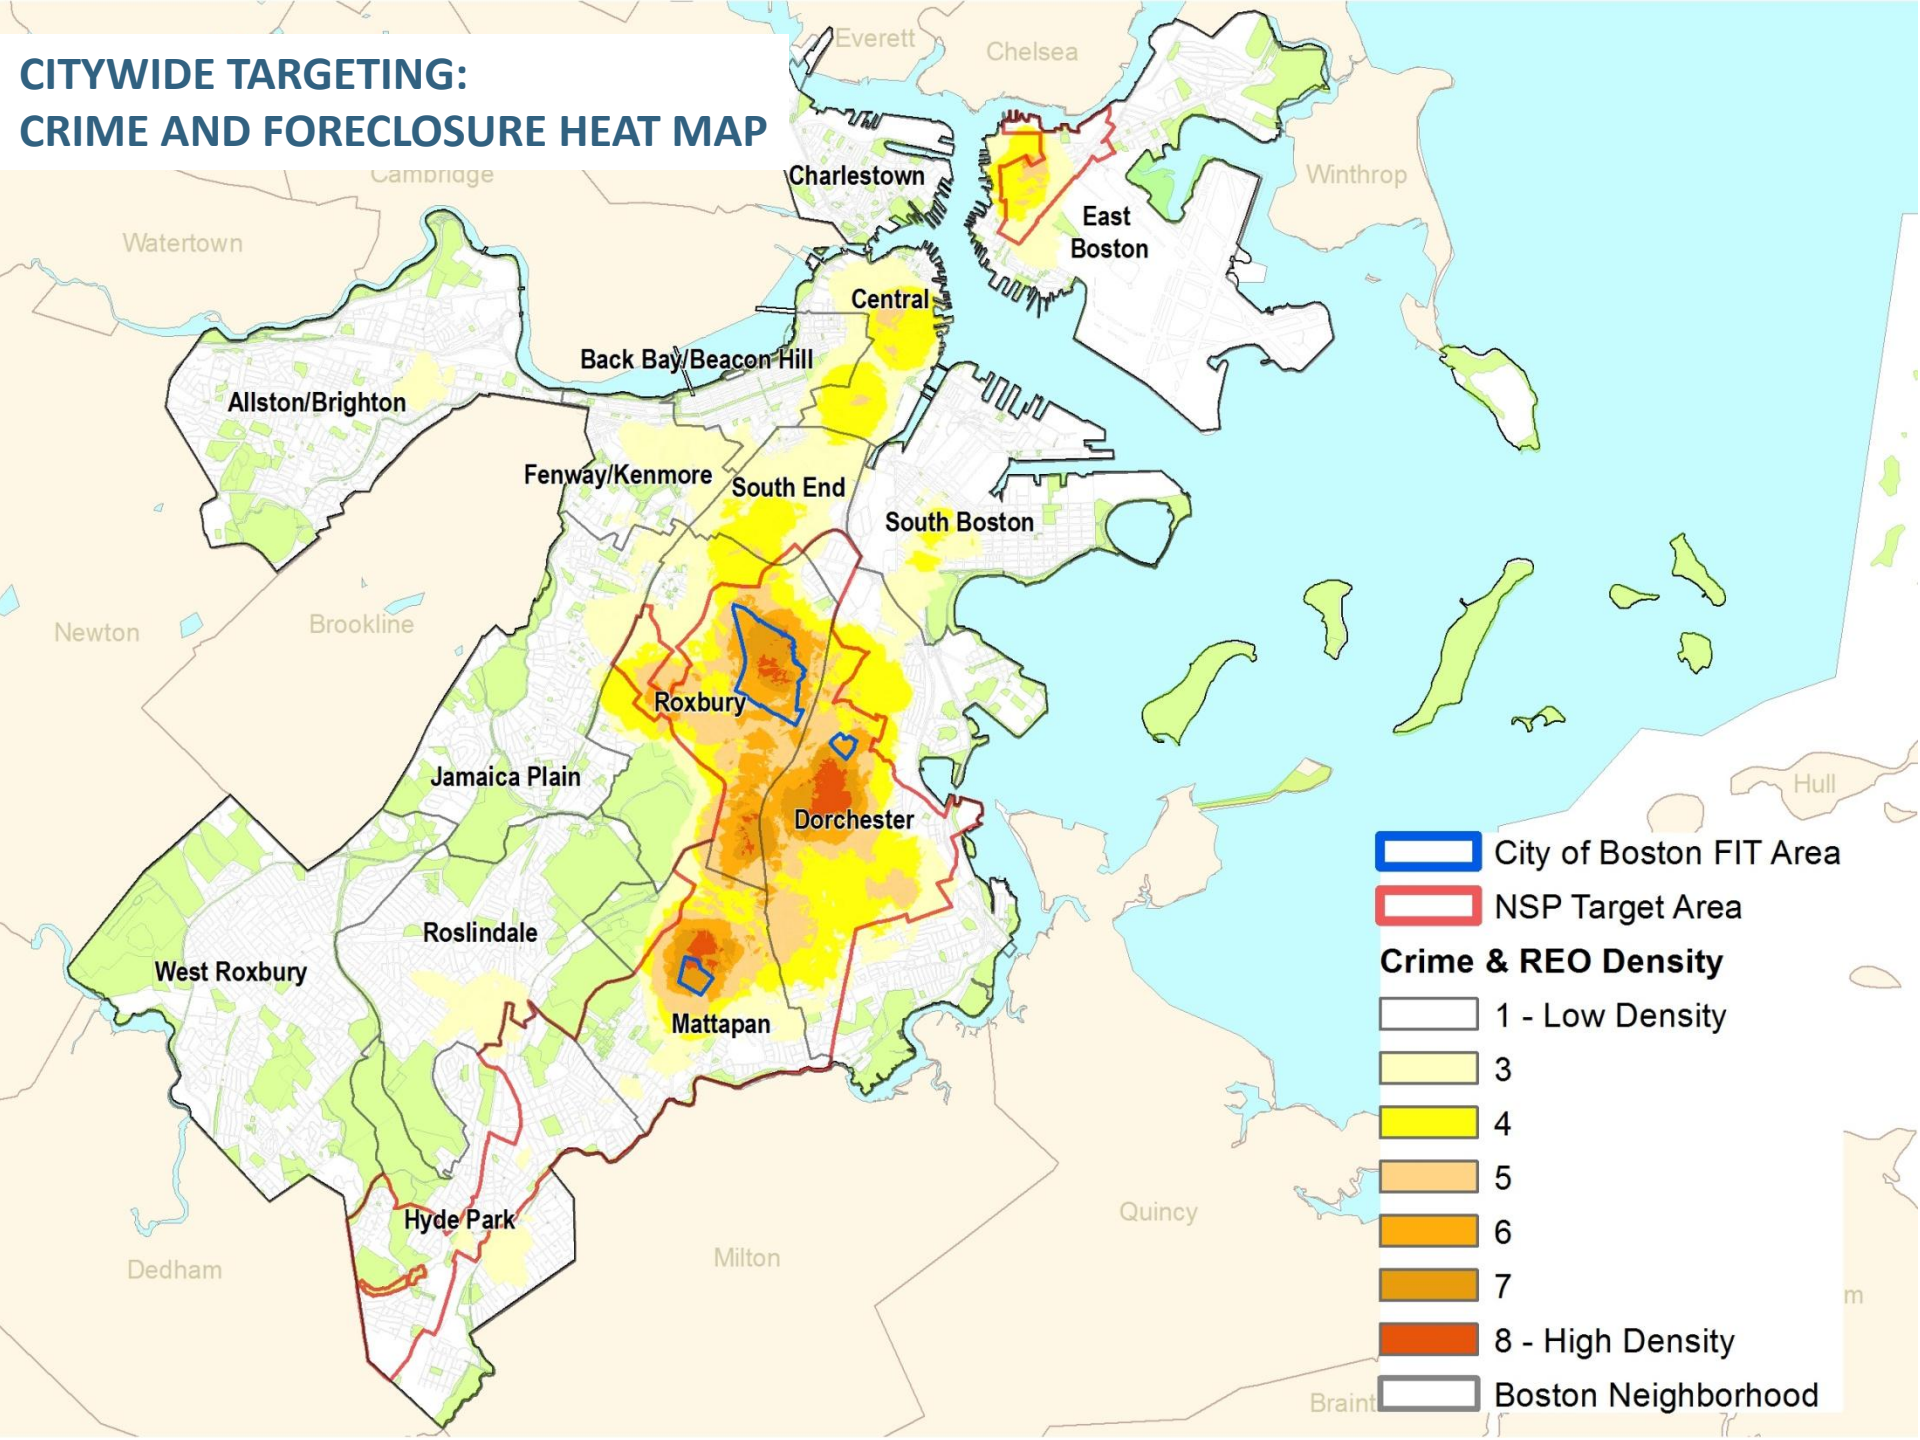 CITYWIDE TARGETING:
CRIME AND FORECLOSURE HEAT MAP
Everett
Chelsea
Cambridge
Charlestown
Winthrop
East
Boston
Watertown
Central
Back Bay/Beacon Hill
Allston/Brighton
Fenway/Kenmore
South End
South Boston
Newton
Brookline
Roxbury
Jamaica Plain
Dorchester
Hull
Roslindale
West Roxbury
Mattapan
Hyde Park
Quincy
Milton
Dedham
m
Braint
City of Boston FIT Area
NSP Target Area
Crime & REO Density
1 - Low Density
3
4
5
6
7
8 - High Density
Boston Neighborhood